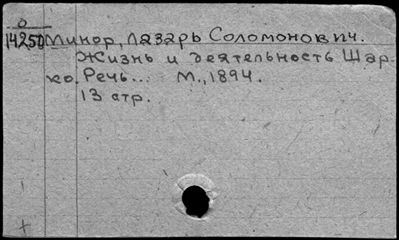 0
14250 Минор, Лазарь Соломонович.
Жизнь и деятельность Шар-
ко. Речь... М., 1894.
13 стр.